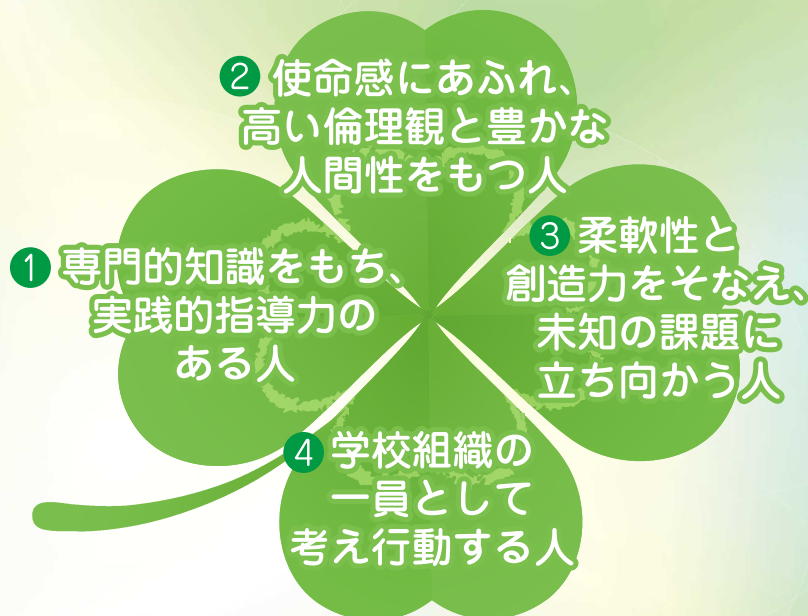 ❷ 使命感にあふれ、
高い倫理観と豊かな
人間性をもつ人
❶ 専門的知識をもち、
実践的指導力の
ある人
❸ 柔軟性と
創造力をそなえ、
未知の課題に
立ち向かう人
❹ 学校組織の
一員として
考え行動する人